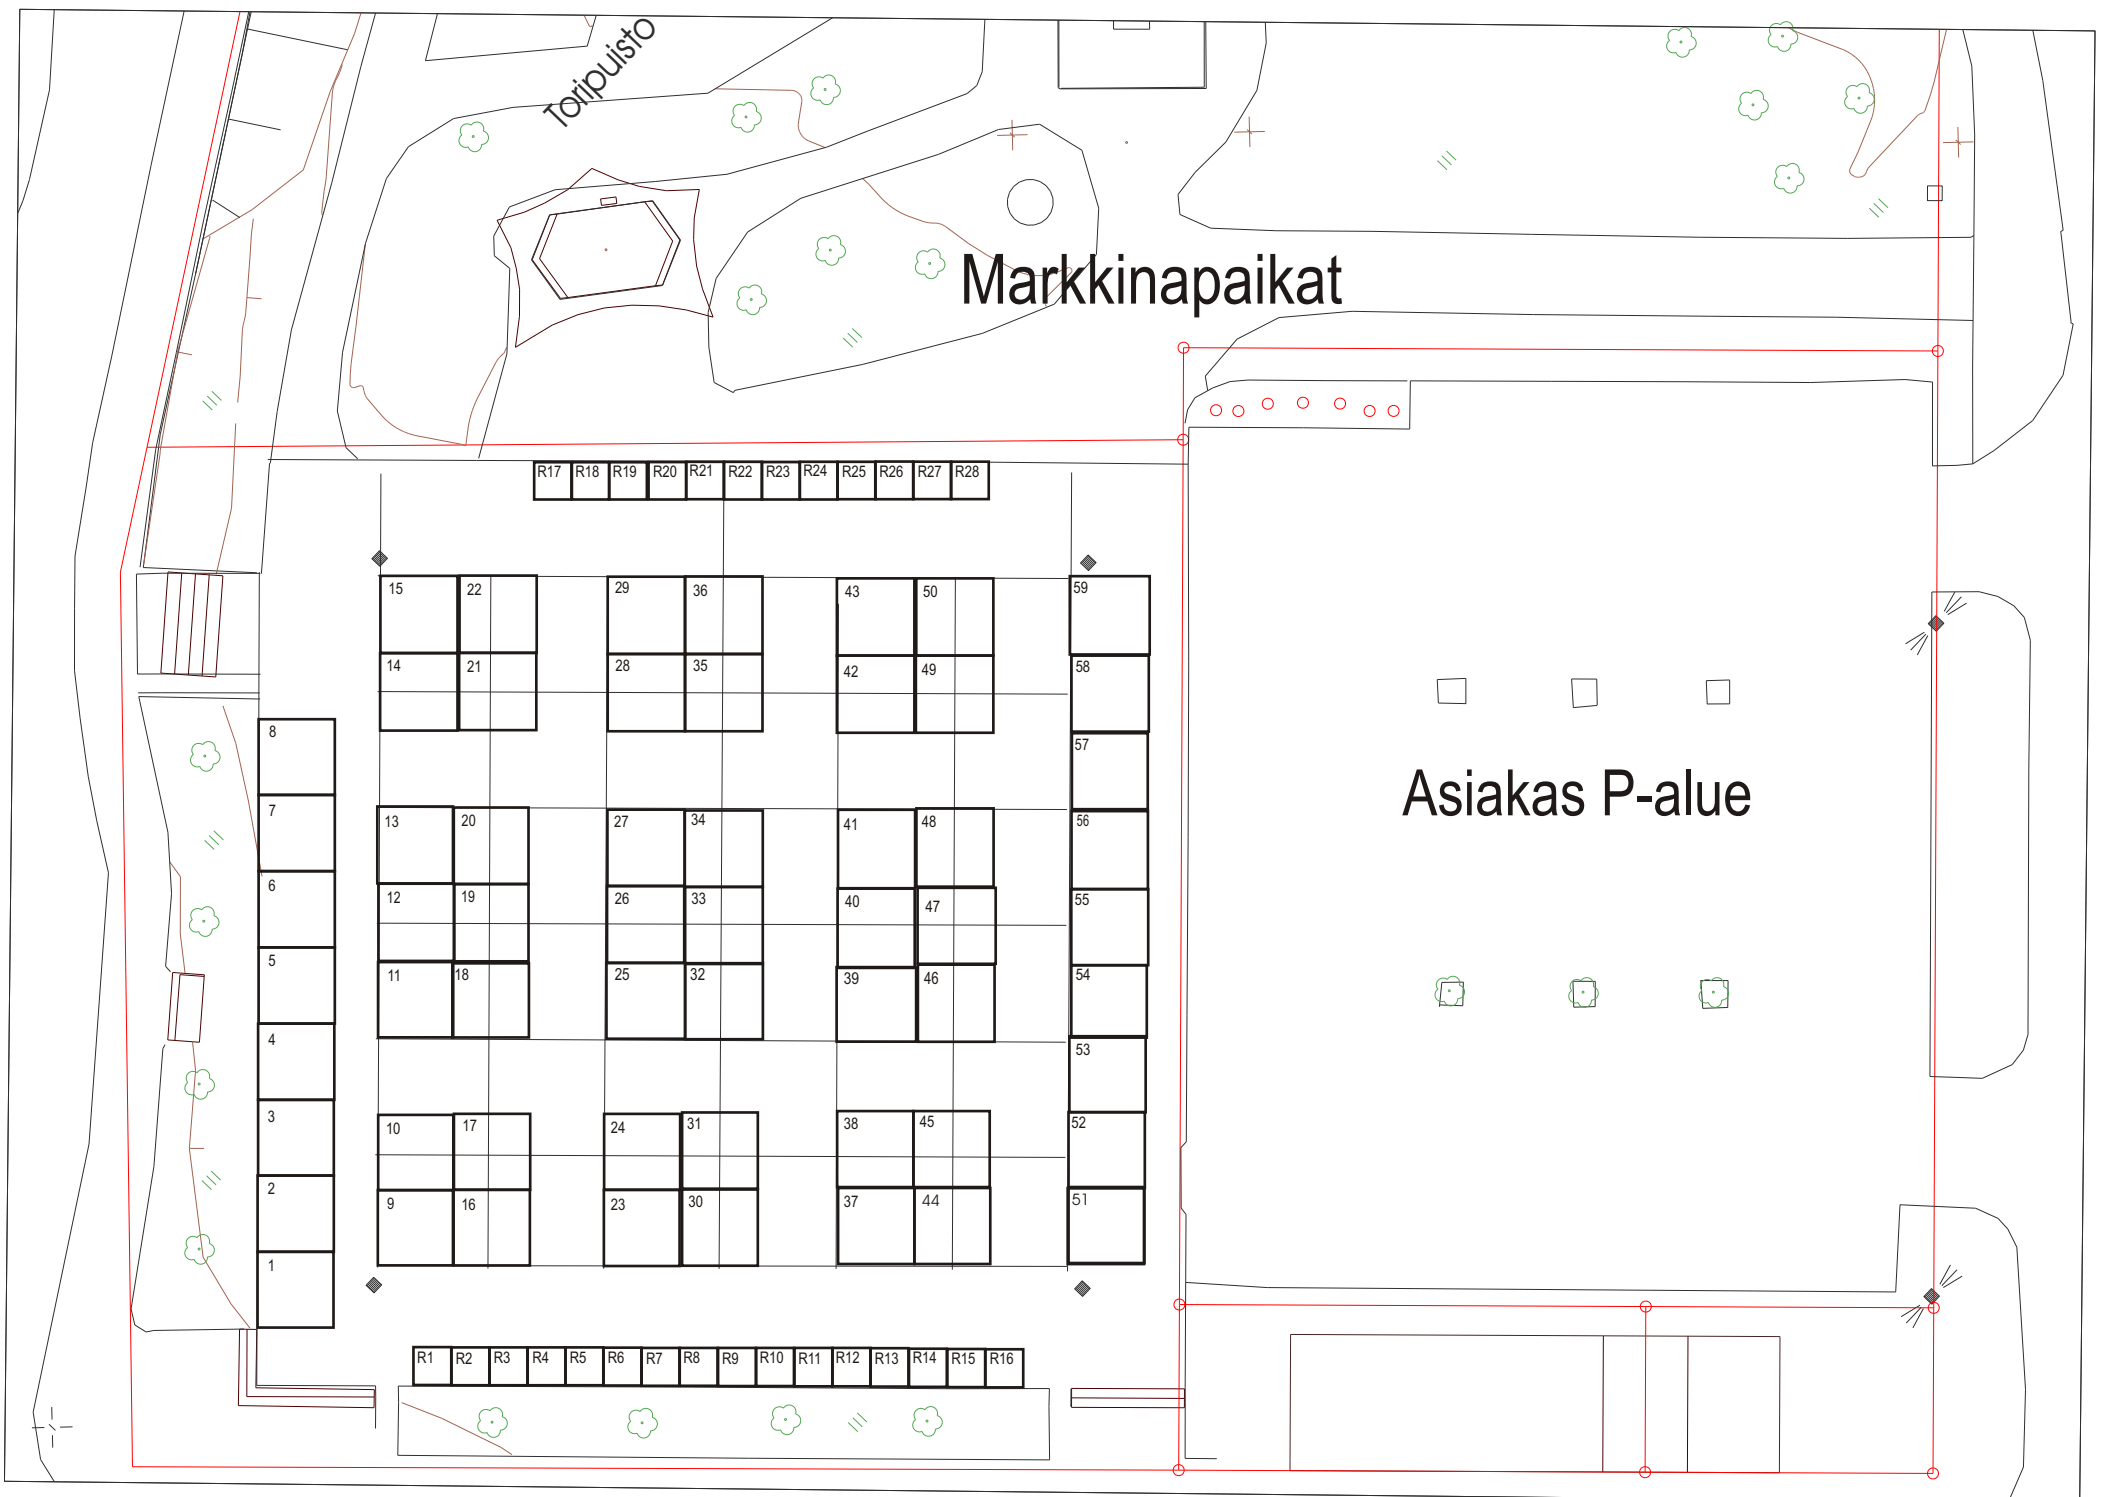 Toripuisto
Markkinapaikat
R17 R18 R19 R20 R21 R22 R23 R24 R25 R26 R27 R28
15 22 29 36 43 50 59
14 21 28 35 42 49 58
8 57
Asiakas P-alue
7 13 20 27 34 41 48 56
6 12 19 26 33 40 47 55
5 11 18 25 32 39 46 54
4 53
3 10 17 24 31 38 45 52
2 9 16 23 30 37 44 51
1
R1 R2 R3 R4 R5 R6 R7 R8 R9 R10 R11 R12 R13 R14 R15 R16